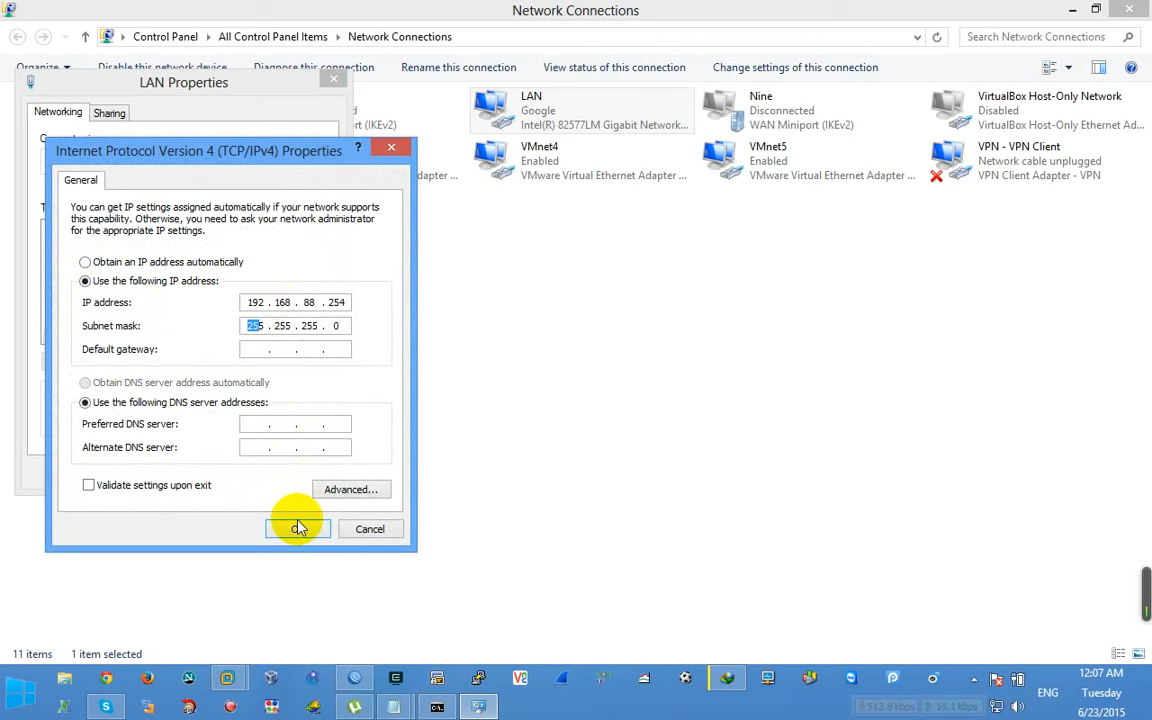 Network Connections
Control Panel
All Control Panel Items
Network Connections
Search Network Connections
Organize
Disable this network device
Diagnose this connection
Rename this connection
View status of this connection
Change settings of this connection
LAN Properties
Networking
Sharing
(IKEv2)
LAN
Google
Intel(R) 82577LM Gigabit Network...
Nine
Disconnected
WAN Miniport (IKEv2)
VirtualBox Host-Only Network
Disabled
VirtualBox Host-Only Ethernet Ad...
Adapter ...
VMnet4
Enabled
VMware Virtual Ethernet Adapter ...
VMnet5
Enabled
VMware Virtual Ethernet Adapter ...
VPN - VPN Client
Network cable unplugged
VPN Client Adapter - VPN
Internet Protocol Version 4 (TCP/IPv4) Properties
?
General
You can get IP settings assigned automatically if your network supports
this capability. Otherwise, you need to ask your network administrator
for the appropriate IP settings.
Obtain an IP address automatically
Use the following IP address:
IP address:
192 . 168 . 88 . 254
Subnet mask:
255 . 255 . 255 . 0
Default gateway:
. . .
Obtain DNS server address automatically
Use the following DNS server addresses:
Preferred DNS server:
. . .
Alternate DNS server:
. . .
Validate settings upon exit
Advanced...
Cancel
11 items
1 item selected
ENG
12:07 AM
Tuesday
6/23/2015